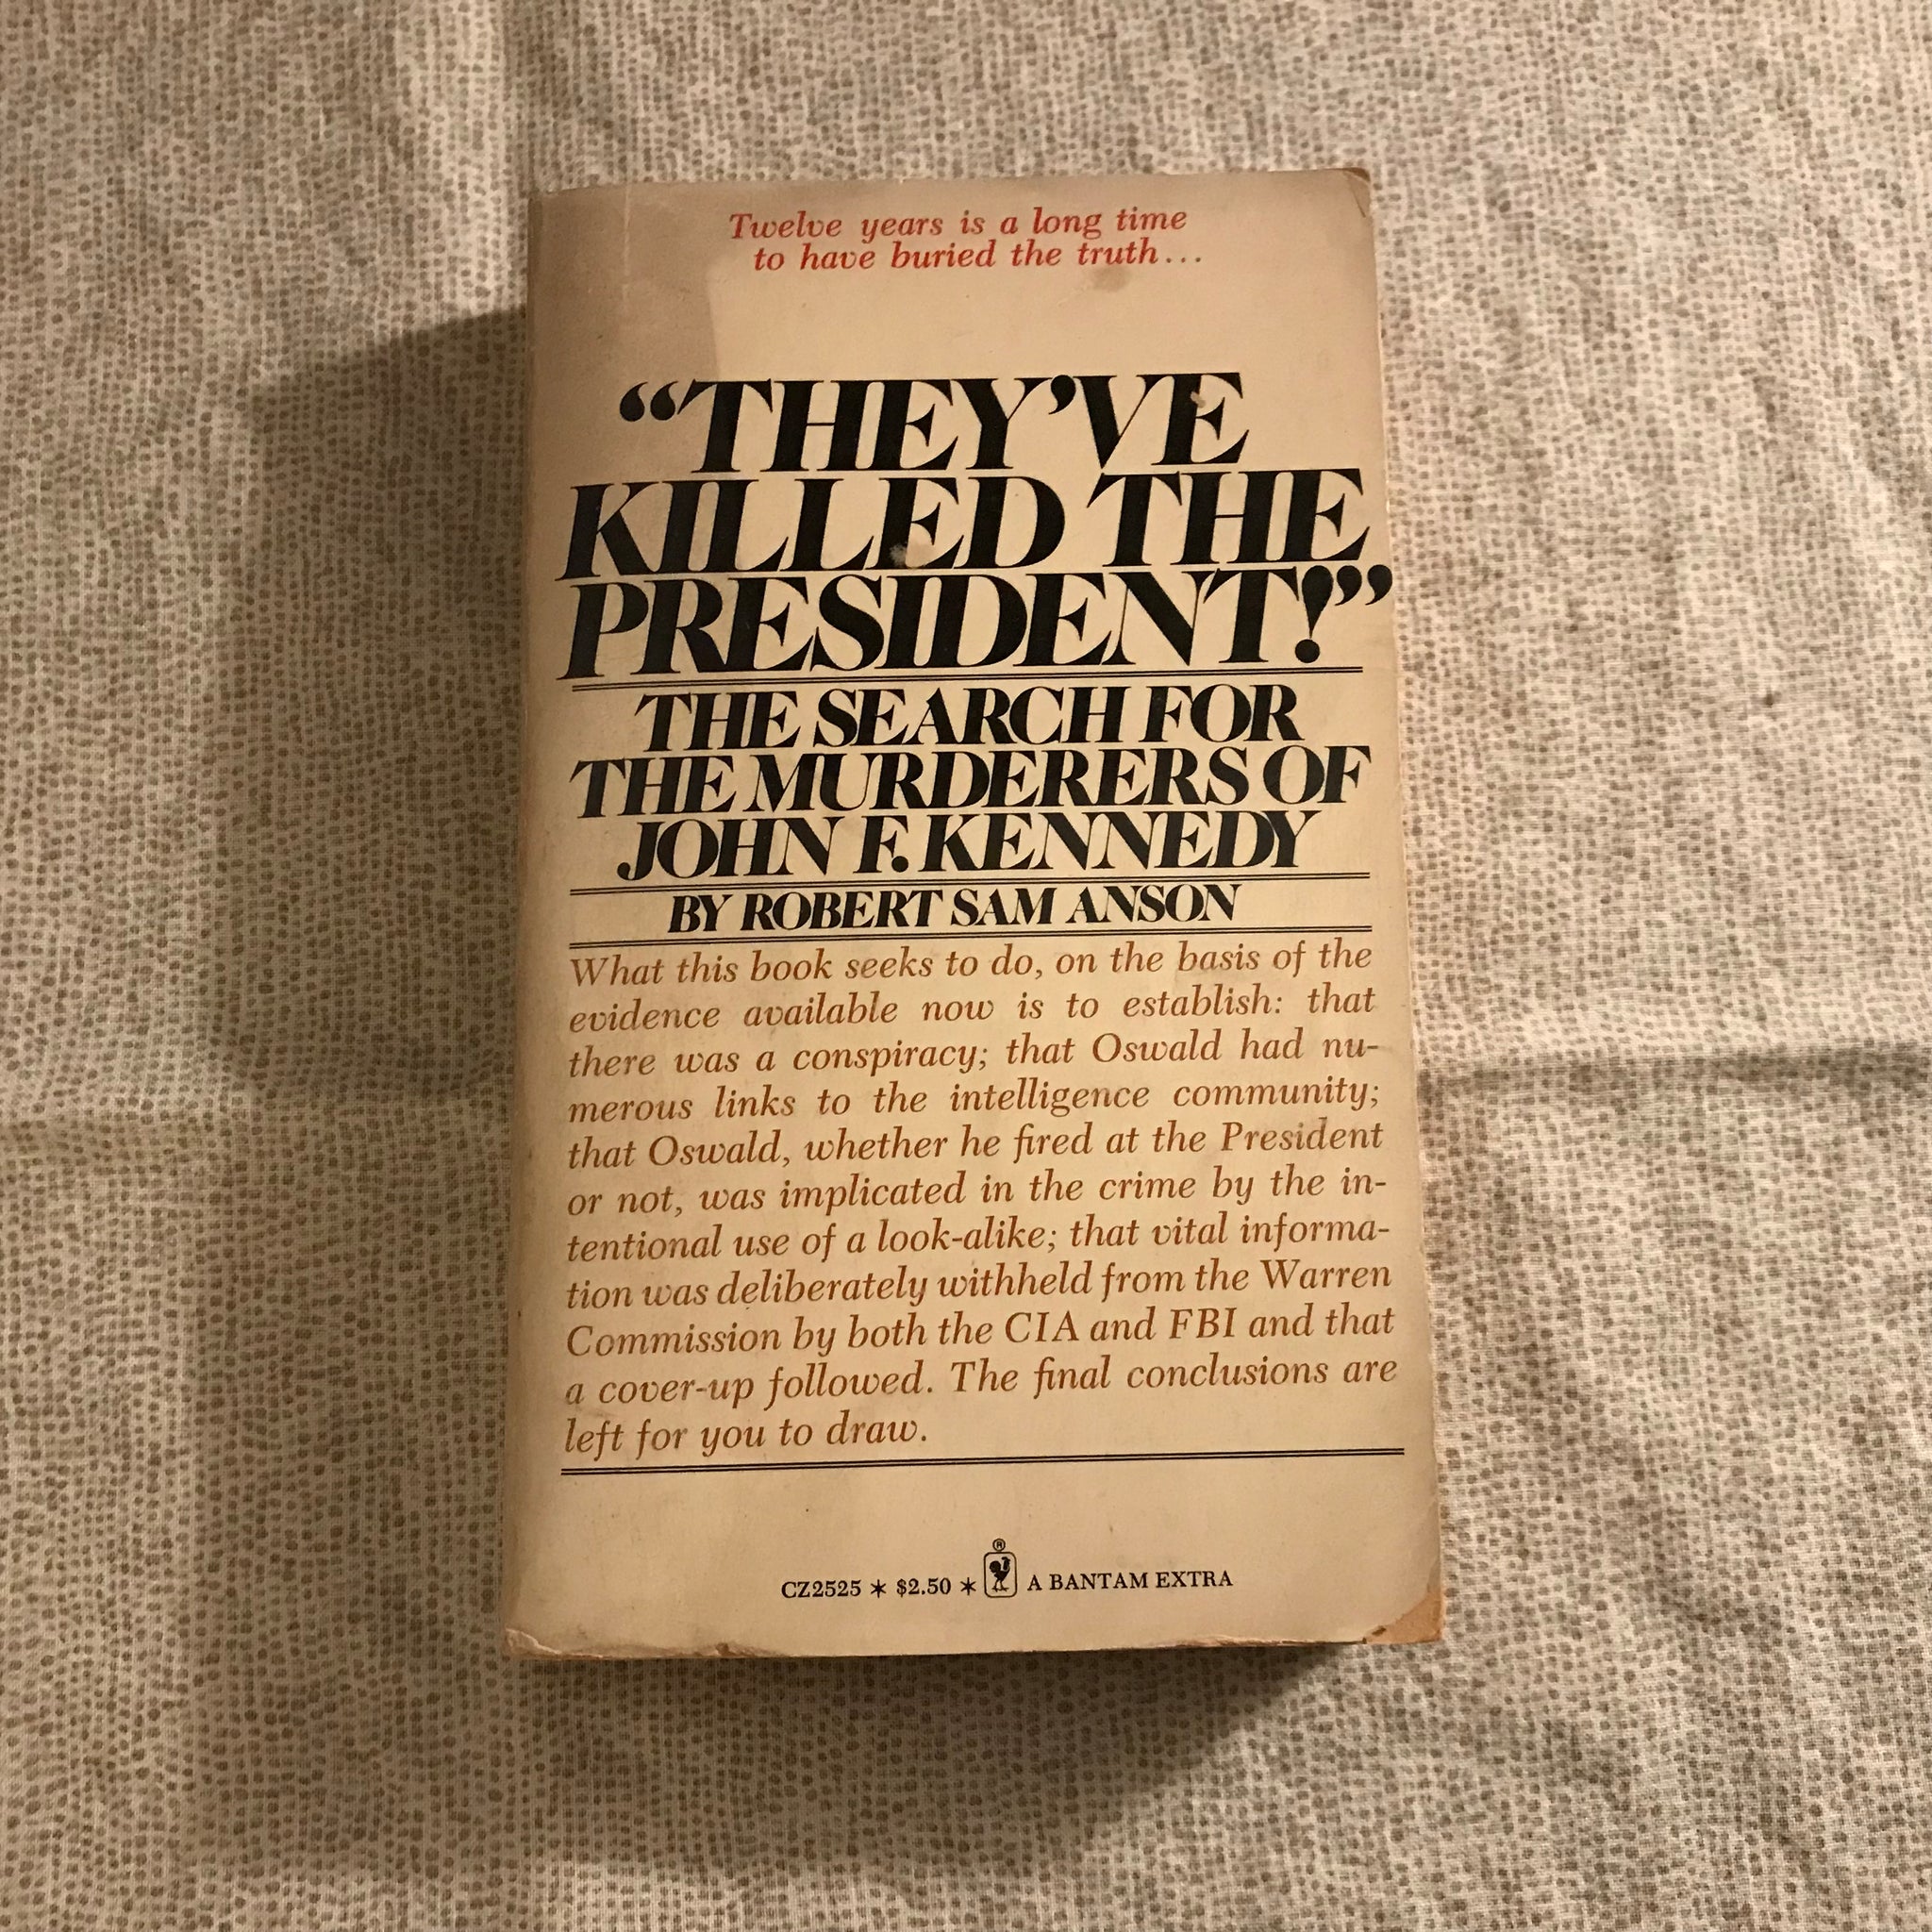 Twelve years is a long time
to have buried the truth...
“THEY’VE
KILLED THE
PRESIDENT!”
THE SEARCH FOR
THE MURDERERS OF
JOHN F. KENNEDY
BY ROBERT SAM ANSON
What this book seeks to do, on the basis of the
evidence available now is to establish: that
there was a conspiracy; that Oswald had nu-
merous links to the intelligence community;
that Oswald, whether he fired at the President
or not, was implicated in the crime by the in-
tentional use of a look-alike; that vital informa-
tion was deliberately withheld from the Warren
Commission by both the CIA and FBI and that
a cover-up followed. The final conclusions are
left for you to draw.
CZ2525 * $2.50 * ® A BANTAM EXTRA